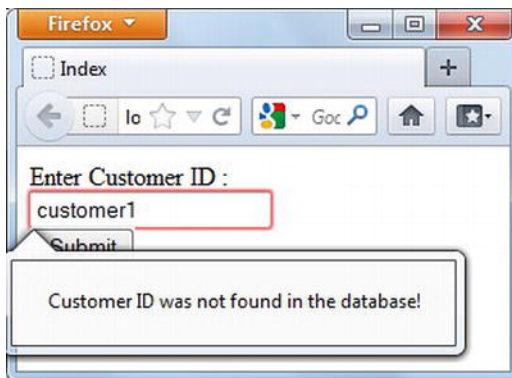 Firefox
Index
lo
Goc
Enter Customer ID :
customer1
Submit
Customer ID was not found in the database!